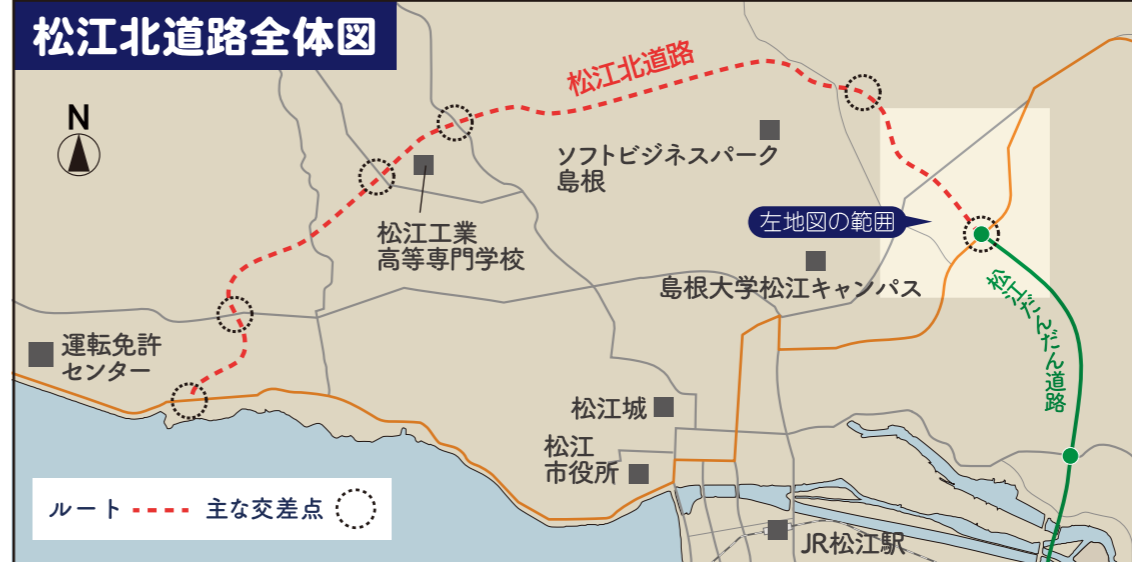 松江北道路全体図
N
松江北道路
ソフトビジネスパーク
島根
松江工業
高等専門学校
左地図の範囲
島根大学松江キャンパス
松江だんだん道路
運転免許
センター
松江城
松江
市役所
JR松江駅
ルート
主な交差点